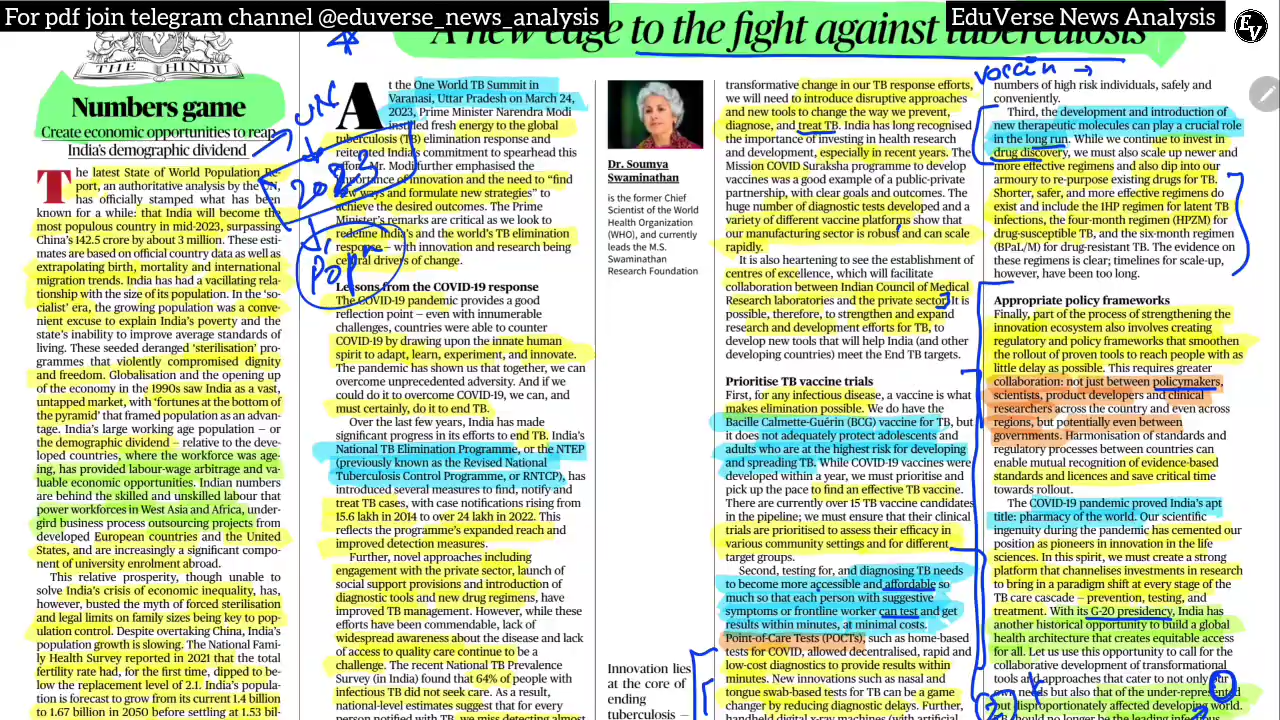 For pdf join telegram channel @eduverse_news_analysis
EduVerse News Analysis
EV
THE HINDU
Numbers game
Create economic opportunities to reap
India's demographic dividend
UN
2023
Pop
The latest State of World Population Re-
port, an authoritative analysis by the UN,
has officially stamped what has been
known for a while: that India will become the
most populous country in mid-2023, surpassing
China's 142.5 crore by about 3 million. These esti-
mates are based on official country data as well as
extrapolating birth, mortality and international
migration trends. India has had a vacillating rela-
tionship with the size of its population. In the 'so-
cialist' era, the growing population was a conve-
nient excuse to explain India's poverty and the
state's inability to improve average standards of
living. These seeded deranged 'sterilisation' pro-
grammes that violently compromised dignity
and freedom. Globalisation and the opening up
of the economy in the 1990s saw India as a vast,
untapped market, with 'fortunes at the bottom of
the pyramid' that framed population as an advan-
tage. India's large working age population – or
the demographic dividend – relative to the deve-
loped countries, where the workforce was age-
ing, has provided labour-wage arbitrage and va-
luable economic opportunities. Indian numbers
are behind the skilled and unskilled labour that
power workforces in West Asia and Africa, under-
gird business process outsourcing projects from
developed European countries and the United
States, and are increasingly a significant compo-
nent of university enrolment abroad.
This relative prosperity, though unable to
solve India's crisis of economic inequality, has,
however, busted the myth of forced sterilisation
and legal limits on family sizes being key to pop-
ulation control. Despite overtaking China, India's
population growth is slowing. The National Fami-
ly Health Survey reported in 2021 that the total
fertility rate had, for the first time, dipped to be-
low the replacement level of 2.1. India's popula-
tion is forecast to grow from its current 1.4 billion
to 1.67 billion in 2050 before settling at 1.53 bil-
A new edge to the fight against tuberculosis
At the One World TB Summit in
Varanasi, Uttar Pradesh on March 24,
2023, Prime Minister Narendra Modi
instilled fresh energy to the global
tuberculosis (TB) elimination response and
reiterated India's commitment to spearhead this
effort. Mr. Modi further emphasised the
importance of innovation and the need to "find
new ways and formulate new strategies" to
achieve the desired outcomes. The Prime
Minister's remarks are critical as we look to
redefine India's and the world's TB elimination
response – with innovation and research being
central drivers of change.
Lessons from the COVID-19 response
The COVID-19 pandemic provides a good
reflection point – even with innumerable
challenges, countries were able to counter
COVID-19 by drawing upon the innate human
spirit to adapt, learn, experiment, and innovate.
The pandemic has shown us that together, we can
overcome unprecedented adversity. And if we
could do it to overcome COVID-19, we can, and
must certainly, do it to end TB.
Over the last few years, India has made
significant progress in its efforts to end TB. India's
National TB Elimination Programme, or the NTEP
(previously known as the Revised National
Tuberculosis Control Programme, or RNTCP), has
introduced several measures to find, notify and
treat TB cases, with case notifications rising from
15.6 lakh in 2014 to over 24 lakh in 2022. This
reflects the programme's expanded reach and
improved detection measures.
Further, novel approaches including
engagement with the private sector, launch of
social support provisions and introduction of
diagnostic tools and new drug regimens, have
improved TB management. However, while these
efforts have been commendable, lack of
widespread awareness about the disease and lack
of access to quality care continue to be a
challenge. The recent National TB Prevalence
Survey (in India) found that 64% of people with
infectious TB did not seek care. As a result,
national-level estimates suggest that for every
person notified with TB, we miss detecting almost
Dr. Soumya
Swaminathan
is the former Chief
Scientist of the World
Health Organization
(WHO), and currently
leads the M.S.
Swaminathan
Research Foundation
Innovation lies
at the core of
ending
tuberculosis –
transformative change in our TB response efforts,
we will need to introduce disruptive approaches
and new tools to change the way we prevent,
diagnose, and treat TB. India has long recognised
the importance of investing in health research
and development, especially in recent years. The
Mission COVID Suraksha programme to develop
vaccines was a good example of a public-private
partnership, with clear goals and outcomes. The
huge number of diagnostic tests developed and a
variety of different vaccine platforms show that
our manufacturing sector is robust and can scale
rapidly.
It is also heartening to see the establishment of
centres of excellence, which will facilitate
collaboration between Indian Council of Medical
Research laboratories and the private sector. It is
possible, therefore, to strengthen and expand
research and development efforts for TB, to
develop new tools that will help India (and other
developing countries) meet the End TB targets.
3
Prioritise TB vaccine trials
First, for any infectious disease, a vaccine is what
makes elimination possible. We do have the
Bacille Calmette-Guérin (BCG) vaccine for TB, but
it does not adequately protect adolescents and
adults who are at the highest risk for developing
and spreading TB. While COVID-19 vaccines were
developed within a year, we must prioritise and
pick up the pace to find an effective TB vaccine.
There are currently over 15 TB vaccine candidates
in the pipeline; we must ensure that their clinical
trials are prioritised to assess their efficacy in
various community settings and for different
target groups.
Second, testing for, and diagnosing TB needs
to become more accessible and affordable so
much so that each person with suggestive
symptoms or frontline worker can test and get
results within minutes, at minimal costs.
Point-of-Care Tests (POCTS), such as home-based
tests for COVID, allowed decentralised, rapid and
low-cost diagnostics to provide results within
minutes. New innovations such as nasal and
tongue swab-based tests for TB can be a game
changer by reducing diagnostic delays. Further,
handheld digital x-ray machines (with artificial
vaccin →
numbers of high risk individuals, safely and
conveniently.
Third, the development and introduction of
new therapeutic molecules can play a crucial role
in the long run. While we continue to invest in
drug discovery, we must also scale up newer and
more effective regimens and also dip into our
armoury to re-purpose existing drugs for TB.
Shorter, safer, and more effective regimens do
exist and include the 1HP regimen for latent TB
infections, the four-month regimen (HPZM) for
drug-susceptible TB, and the six-month regimen
(BPaL/M) for drug-resistant TB. The evidence on
these regimens is clear; timelines for scale-up,
however, have been too long.
Appropriate policy frameworks
Finally, part of the process of strengthening the
innovation ecosystem also involves creating
regulatory and policy frameworks that smoothen
the rollout of proven tools to reach people with as
little delay as possible. This requires greater
collaboration: not just between policymakers,
scientists, product developers and clinical
researchers across the country and even across
regions, but potentially even between
governments. Harmonisation of standards and
regulatory processes between countries can
enable mutual recognition of evidence-based
standards and licences and save critical time
towards rollout.
The COVID-19 pandemic proved India's apt
title: pharmacy of the world. Our scientific
ingenuity during the pandemic has cemented our
position as pioneers in innovation in the life
sciences. In this spirit, we must create a strong
platform that channelises investments in research
to bring in a paradigm shift at every stage of the
TB care cascade – prevention, testing, and
treatment. With its G-20 presidency, India has
another historical opportunity to build a global
health architecture that creates equitable access
for all. Let us use this opportunity to call for the
collaborative development of transformational
tools and approaches that cater to not only our
own needs but also that of the under-represented
but disproportionately affected developing world.
TB should no longer be the leading infectious
2